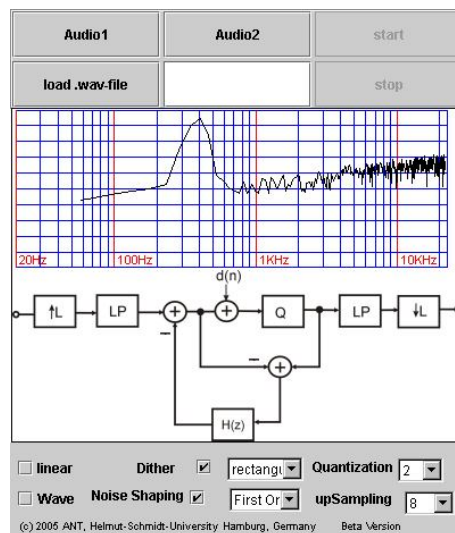 Audio1 Audio2 start
load .wav-file stop
20Hz 100Hz 1KHz 10KHz
d(n)
↑L LP + + Q LP ↓L
− − +
H(z)
linear Dither rectangu Quantization 2
Wave Noise Shaping First Or upSampling 8
(c) 2006 ANT, Helmut-Schmidt-University Hamburg, Germany Beta Version